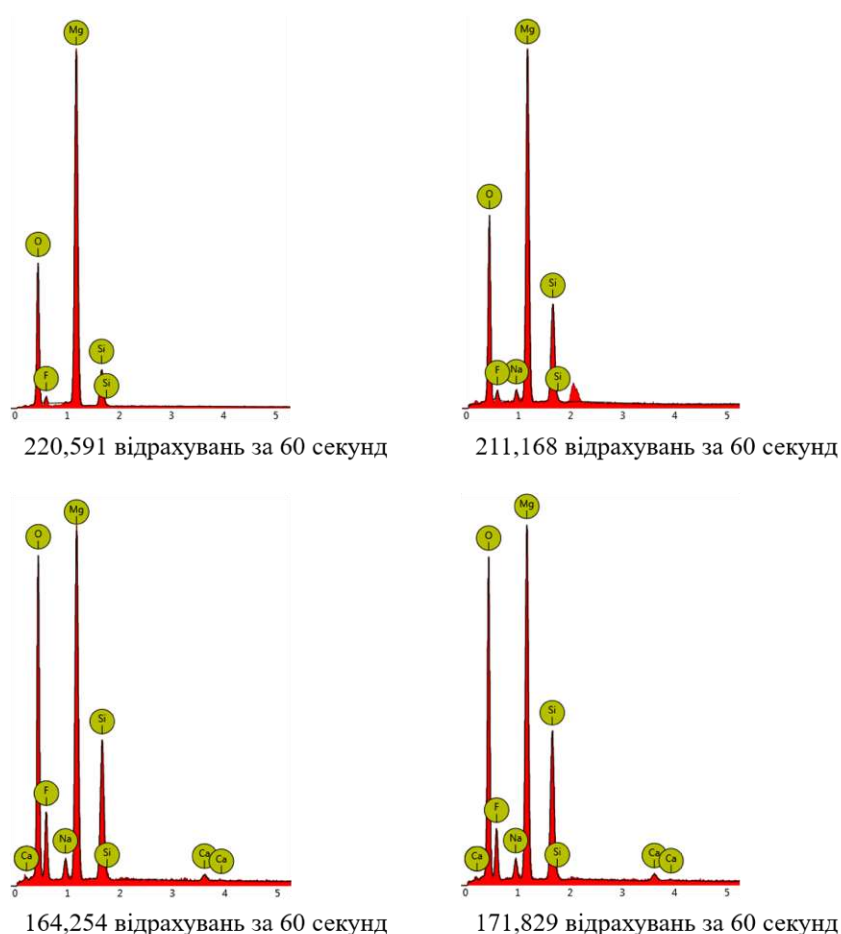 Mg
O
Si
F
Si
0 1 2 3 4 5
220,591 відрахувань за 60 секунд
Mg
O
Si
F Na
Si
0 1 2 3 4 5
211,168 відрахувань за 60 секунд
Mg
O
Si
F
Na
Ca Si Ca Ca
0 1 2 3 4 5
164,254 відрахувань за 60 секунд
Mg
O
Si
F
Na
Ca Si Ca Ca
0 1 2 3 4 5
171,829 відрахувань за 60 секунд